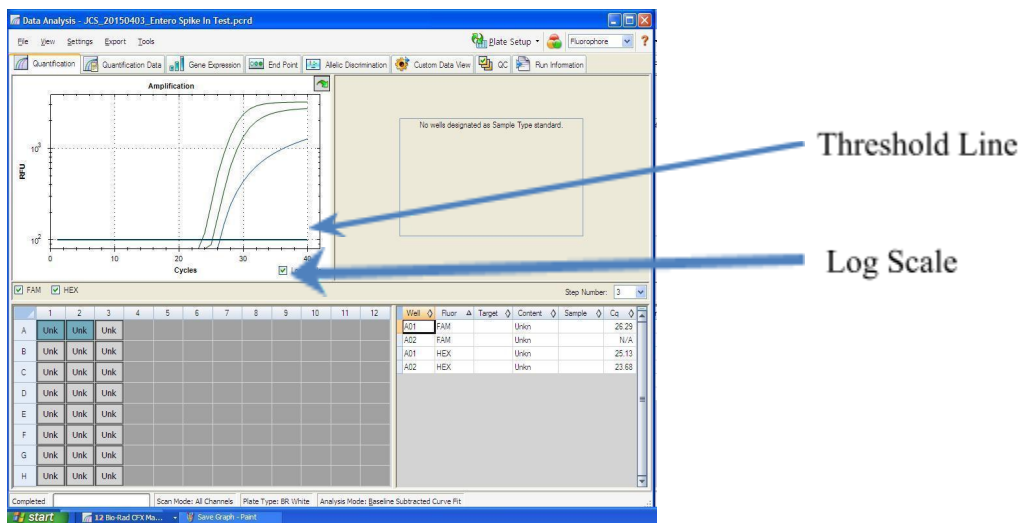 Data Analysis - JCS_20150403_Entero Spike In Test.pcrd
File View Settings Export Tools Plate Setup Fluorophore ?
Quantification Quantification Data Gene Expression End Point Allelic Discrimination Custom Data View QC Run Information
Amplification
No wells designated as Sample Type standard.
RFU
10³
10²
0 10 20 30 40
Cycles
Threshold Line
Log Scale
FAM HEX Step Number: 3
1 2 3 4 5 6 7 8 9 10 11 12
A Unk Unk Unk
B Unk Unk Unk
C Unk Unk Unk
D Unk Unk Unk
E Unk Unk Unk
F Unk Unk Unk
G Unk Unk Unk
H Unk Unk Unk
Well Fluor Target Content Sample Cq
A01 FAM Unkn 26.29
A02 FAM Unkn N/A
A01 HEX Unkn 25.13
A02 HEX Unkn 23.68
Completed Scan Mode: All Channels Plate Type: BR White Analysis Mode: Baseline Subtracted Curve Fit
start 12 Bio-Rad CFX Ma... Save Graph - Paint